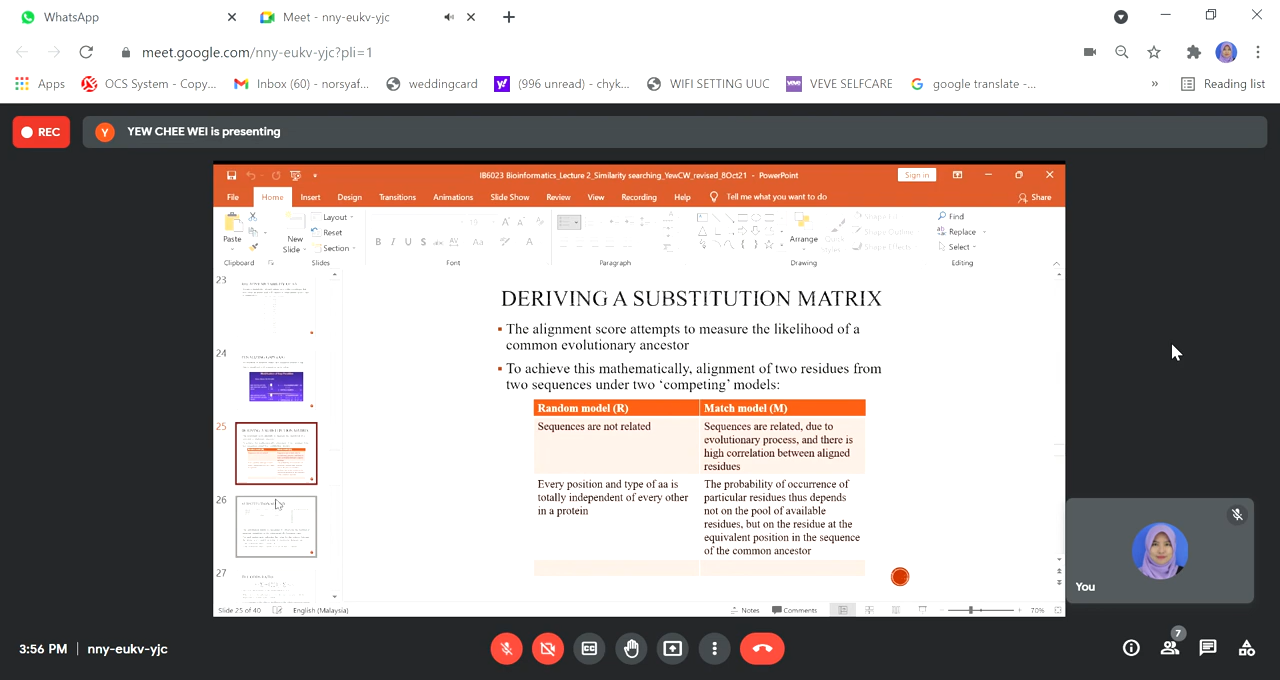 WhatsApp
Meet - nny-eukv-yjc
meet.google.com/nny-eukv-yjc?pli=1
Apps
OCS System - Copy...
Inbox (60) - norsyaf...
weddingcard
(996 unread) - chyk...
WIFI SETTING UUC
VEVE SELFCARE
google translate -...
»
Reading list
REC
Y
YEW CHEE WEI is presenting
IB6023 Bioinformatics_Lecture 2_Similarity searching_YewCW_revised_8Oct21 - PowerPoint
Sign in
File
Home
Insert
Design
Transitions
Animations
Slide Show
Review
View
Recording
Help
Tell me what you want to do
Share
Paste
New
Slide
Layout
Reset
Section
Arrange
Find
Replace
Select
Clipboard
Slides
Font
Paragraph
Drawing
Editing
23
24
25
26
27
DERIVING A SUBSTITUTION MATRIX
▪ The alignment score attempts to measure the likelihood of a
common evolutionary ancestor
▪ To achieve this mathematically, alignment of two residues from
two sequences under two ‘competing’ models:
Random model (R)
Match model (M)
Sequences are not related
Sequences are related, due to
evolutionary process, and there is
high correlation between aligned
residues
Every position and type of aa is
totally independent of every other
in a protein
The probability of occurrence of
particular residues thus depends
not on the pool of available
residues, but on the residue at the
equivalent position in the sequence
of the common ancestor
Slide 25 of 40
English (Malaysia)
Notes
Comments
70%
You
3:56 PM
nny-eukv-yjc
7